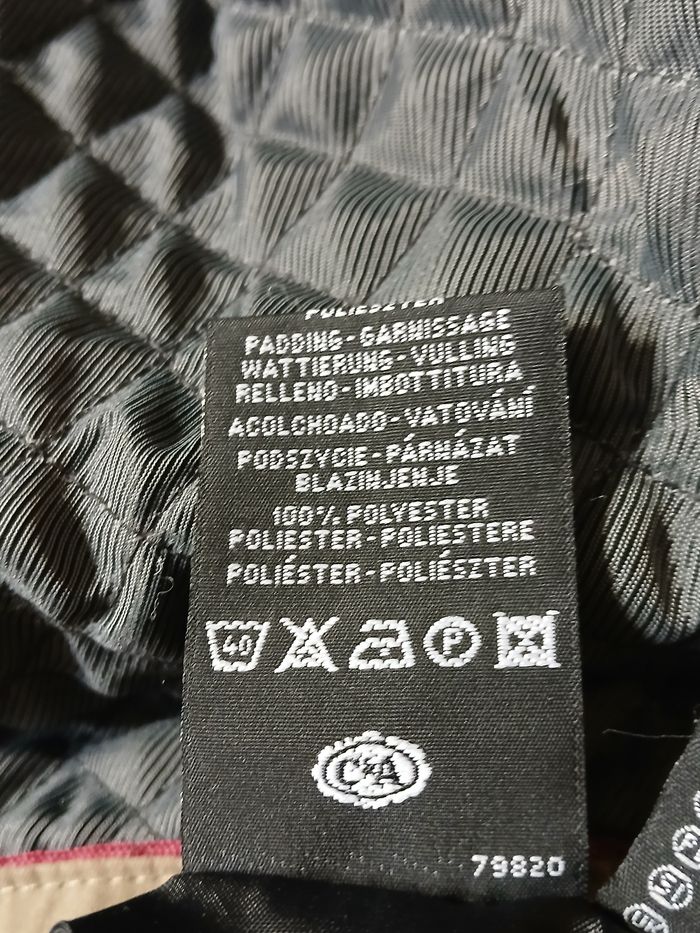 POLIESZTER
PADDING-GARNISSAGE
WATTIERUNG-VULLING
RELLENO-IMBOTTITURA
ACOLCHOADO-VATOVÁNÍ
PODSZYCIE-PÁRNÁZAT
BLAZINJENJE
100% POLYESTER
POLIESTER-POLIESTERE
POLIÉSTER-POLIÉSZTER
40 P
C&A
79820